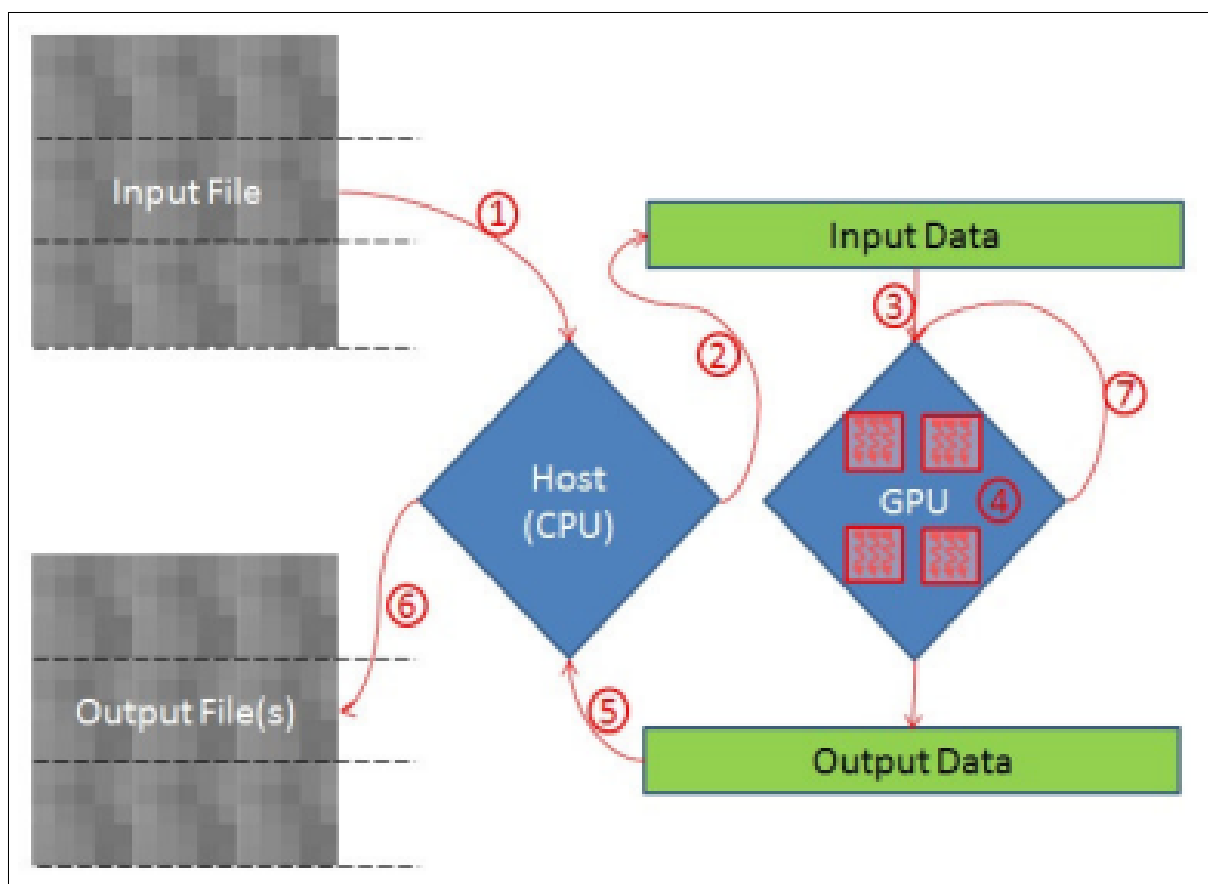 Input File
①
Input Data
③
②
⑦
Host
(CPU)
GPU ④
⑥
Output File(s)
⑤
Output Data